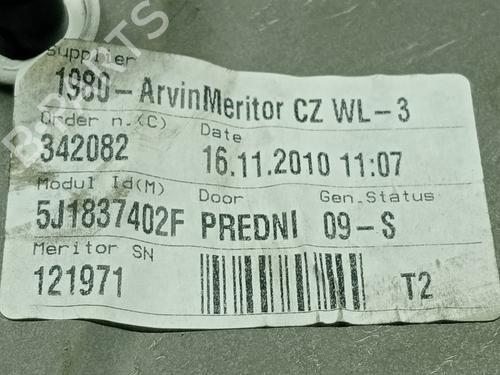 Supplier
1980-ArvinMeritor CZ WL-3
Order n.(C) Date
342082 16.11.2010 11:07
Modul Id(M) Door Gen.Status
5J1837402F PREDNI 09-S
Meritor SN
121971 T2
B-PARTS